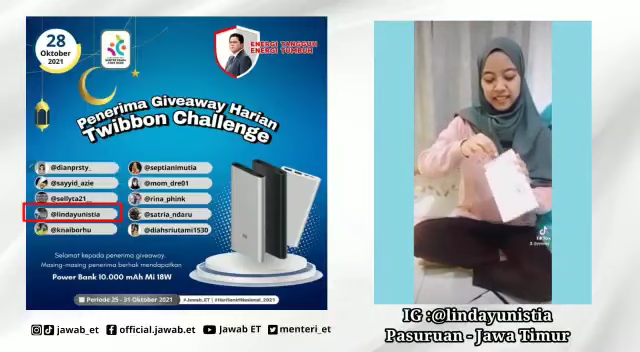 28
Oktober
2021
ENERGI TANGGUH
ENERGI TUMBUH
Penerima Giveaway Harian
Twibbon Challenge
@dianprsty_
@sayyid_azie
@sellyta21_
@lindayunistia
@knaiborhu
@septianimutia
@mom_dre01
@rina_phink
@satria_ndaru
@diahsriutami1530
Selamat kepada penerima giveaway.
Masing-masing penerima berhak mendapatkan
Power Bank 10.000 mAh Mi 18W
Periode 25 - 31 Oktober 2021
#Jawab_ET | #HariSantriNasional_2021
jawab_et
official.jawab.et
Jawab ET
menteri_et
IG :@lindayunistia
Pasuruan - Jawa Timur